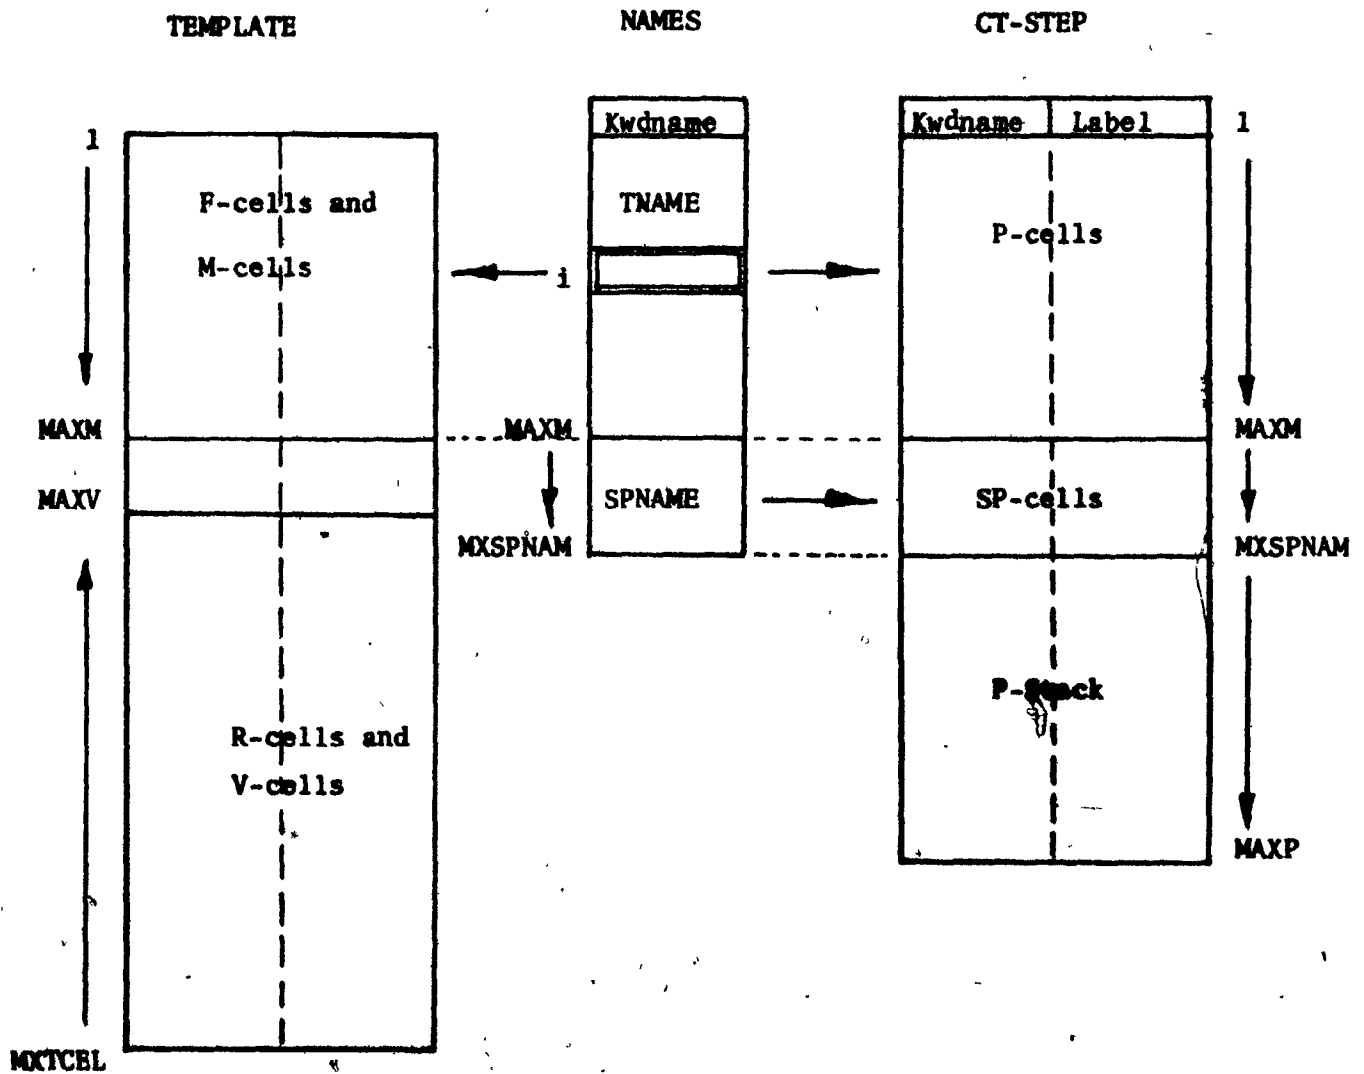 TEMPLATE NAMES CT-STEP
1 Kwdname Kwdname Label 1
F-cells and TNAME P-cells
M-cells i
MAXM MAXM MAXM
MAXV SPNAME SP-cells
MXSPNAM MXSPNAM
P-Stack
R-cells and
V-cells
MAXP
MXTCEL